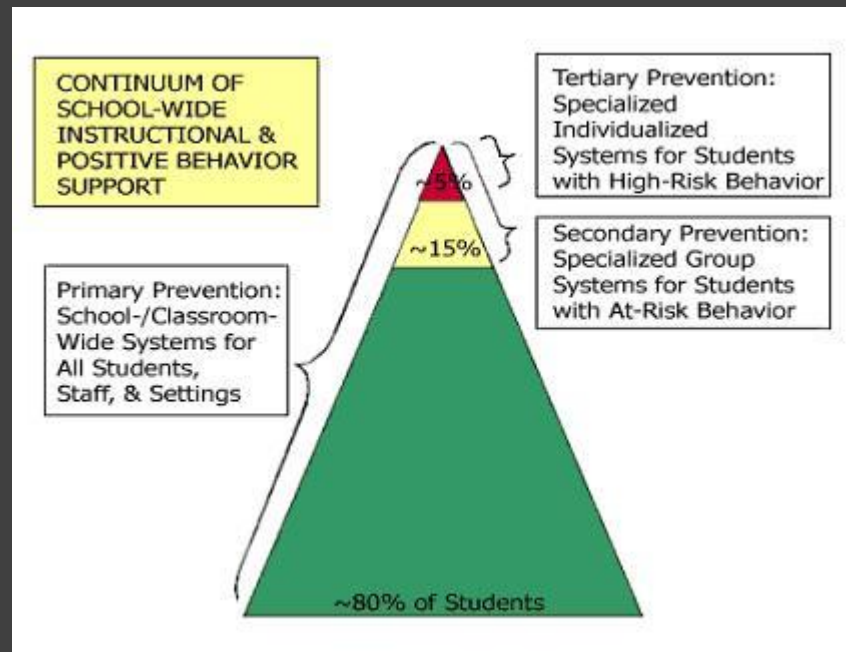 CONTINUUM OF
SCHOOL-WIDE
INSTRUCTIONAL &
POSITIVE BEHAVIOR
SUPPORT
Tertiary Prevention:
Specialized
Individualized
Systems for Students
with High-Risk Behavior
~5%
~15%
Secondary Prevention:
Specialized Group
Systems for Students
with At-Risk Behavior
Primary Prevention:
School-/Classroom-
Wide Systems for
All Students,
Staff, & Settings
~80% of Students